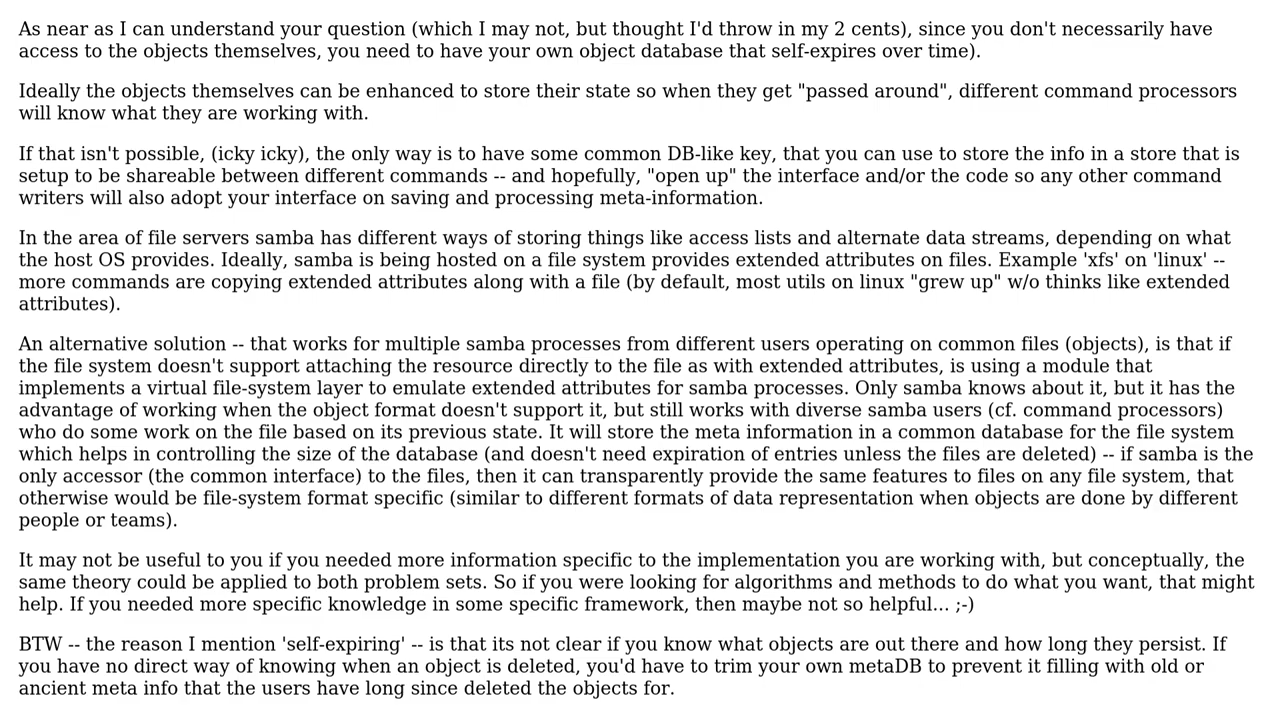 As near as I can understand your question (which I may not, but thought I'd throw in my 2 cents), since you don't necessarily have
access to the objects themselves, you need to have your own object database that self-expires over time).
Ideally the objects themselves can be enhanced to store their state so when they get "passed around", different command processors
will know what they are working with.
If that isn't possible, (icky icky), the only way is to have some common DB-like key, that you can use to store the info in a store that is
setup to be shareable between different commands -- and hopefully, "open up" the interface and/or the code so any other command
writers will also adopt your interface on saving and processing meta-information.
In the area of file servers samba has different ways of storing things like access lists and alternate data streams, depending on what
the host OS provides. Ideally, samba is being hosted on a file system provides extended attributes on files. Example 'xfs' on 'linux' --
more commands are copying extended attributes along with a file (by default, most utils on linux "grew up" w/o thinks like extended
attributes).
An alternative solution -- that works for multiple samba processes from different users operating on common files (objects), is that if
the file system doesn't support attaching the resource directly to the file as with extended attributes, is using a module that
implements a virtual file-system layer to emulate extended attributes for samba processes. Only samba knows about it, but it has the
advantage of working when the object format doesn't support it, but still works with diverse samba users (cf. command processors)
who do some work on the file based on its previous state. It will store the meta information in a common database for the file system
which helps in controlling the size of the database (and doesn't need expiration of entries unless the files are deleted) -- if samba is the
only accessor (the common interface) to the files, then it can transparently provide the same features to files on any file system, that
otherwise would be file-system format specific (similar to different formats of data representation when objects are done by different
people or teams).
It may not be useful to you if you needed more information specific to the implementation you are working with, but conceptually, the
same theory could be applied to both problem sets. So if you were looking for algorithms and methods to do what you want, that might
help. If you needed more specific knowledge in some specific framework, then maybe not so helpful... ;-)
BTW -- the reason I mention 'self-expiring' -- is that its not clear if you know what objects are out there and how long they persist. If
you have no direct way of knowing when an object is deleted, you'd have to trim your own metaDB to prevent it filling with old or
ancient meta info that the users have long since deleted the objects for.